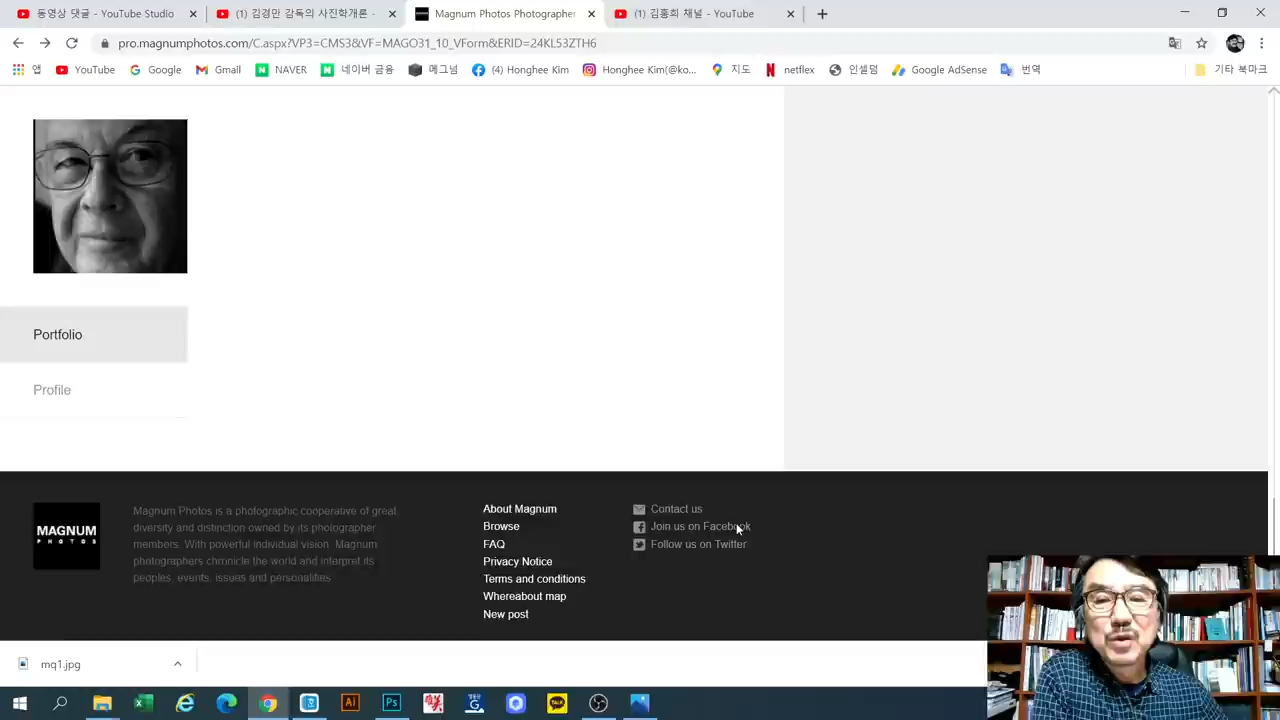 동영상 댓글 - YouTube Studio
(1) 김경민 감독의 사진학개론 -
Magnum Photos Photographer
(1) 김홍희 채널 - YouTube
pro.magnumphotos.com/C.aspx?VP3=CMS3&VF=MAGO31_10_VForm&ERID=24KL53ZTH6
앱
YouTube
Google
Gmail
NAVER
네이버 금융
메그넘
(4) Honghee Kim
Honghee Kim(@ko...
지도
netflex
인셀덤
Google AdSense
번역
기타 북마크
Portfolio
Profile
MAGNUM
PHOTOS
Magnum Photos is a photographic cooperative of great
diversity and distinction owned by its photographer
members. With powerful individual vision, Magnum
photographers chronicle the world and interpret its
peoples, events, issues and personalities
About Magnum
Browse
FAQ
Privacy Notice
Terms and conditions
Whereabout map
New post
Contact us
Join us on Facebook
Follow us on Twitter
mq1.jpg
Ai
Ps
TALK